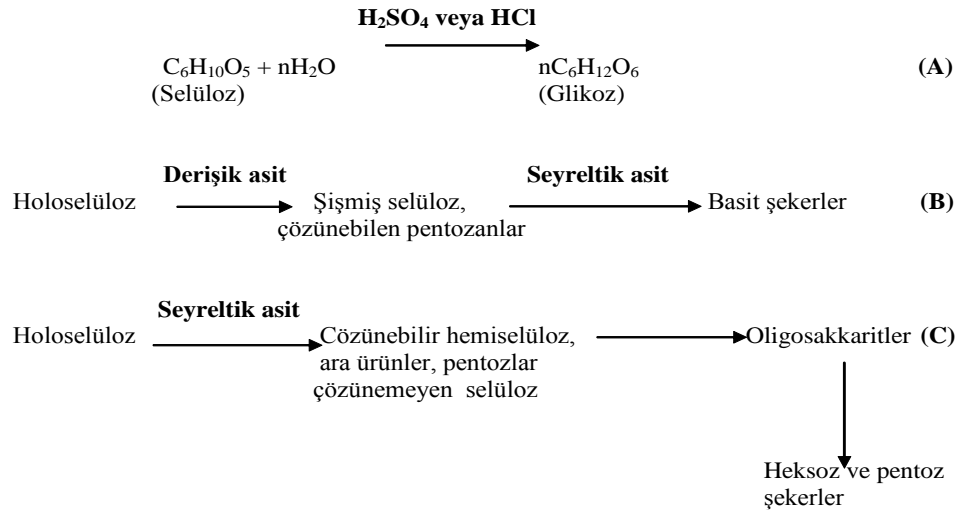 H₂SO₄ veya HCl
C₆H₁₀O₅ + nH₂O nC₆H₁₂O₆ (A)
(Selüloz) (Glikoz)
Derişik asit Seyreltik asit
Holoselüloz Şişmiş selüloz, Basit şekerler (B)
çözünebilen pentozanlar
Seyreltik asit
Holoselüloz Cözünebilir hemiselüloz, Oligosakkaritler (C)
ara ürünler, pentozlar
çözünemeyen selüloz
Heksoz ve pentoz
şekerler